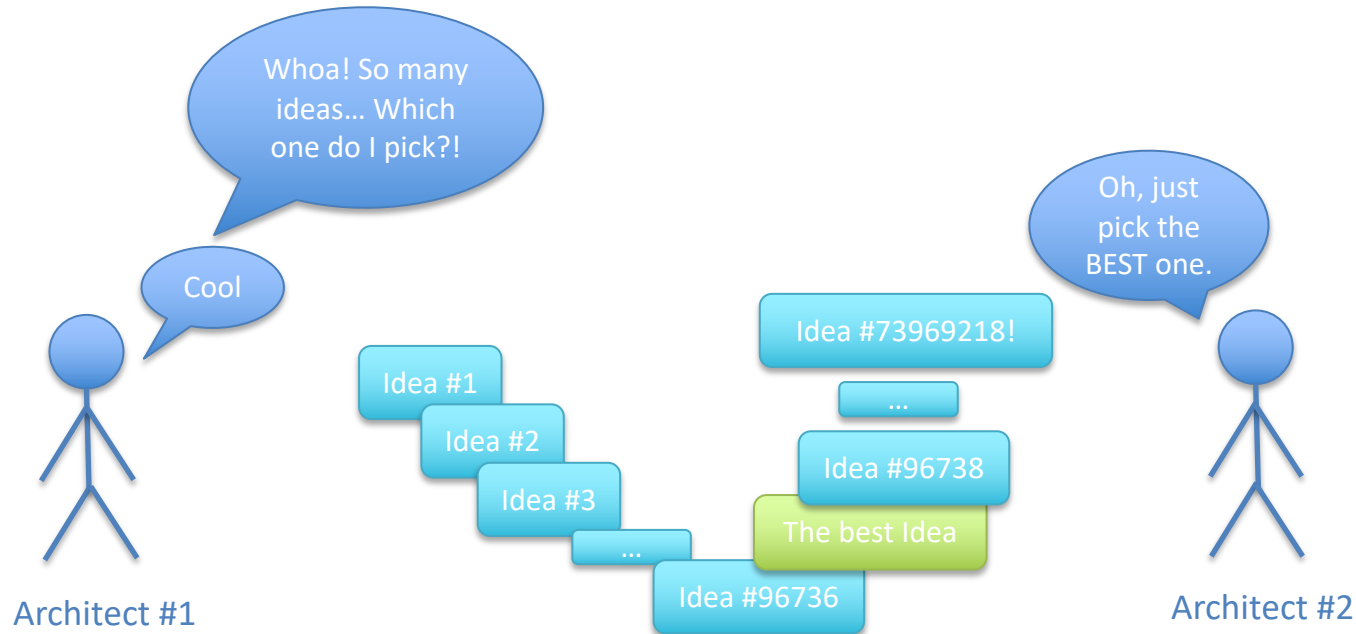 Whoa! So many
ideas... Which
one do I pick?!
Cool
Oh, just
pick the
BEST one.
Idea #1
Idea #2
Idea #3
...
Idea #96736
The best Idea
Idea #96738
...
Idea #73969218!
Architect #1
Architect #2